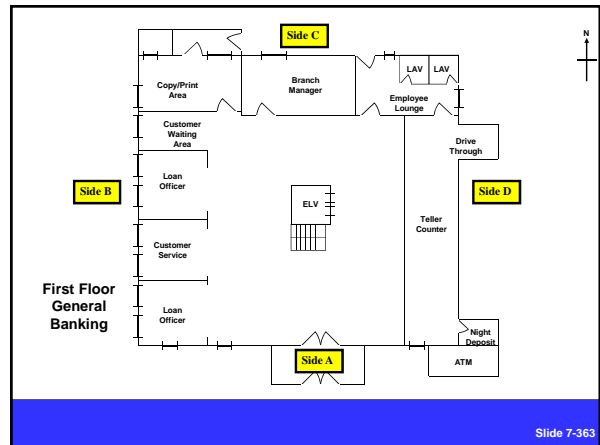 Side C
N
LAV LAV
Copy/Print
Area
Branch
Manager
Employee
Lounge
Customer
Waiting
Area
Drive
Through
Side B
Loan
Officer
ELV
Side D
Teller
Counter
Customer
Service
First Floor
General
Banking
Loan
Officer
Night
Deposit
Side A
ATM
Slide 7-363